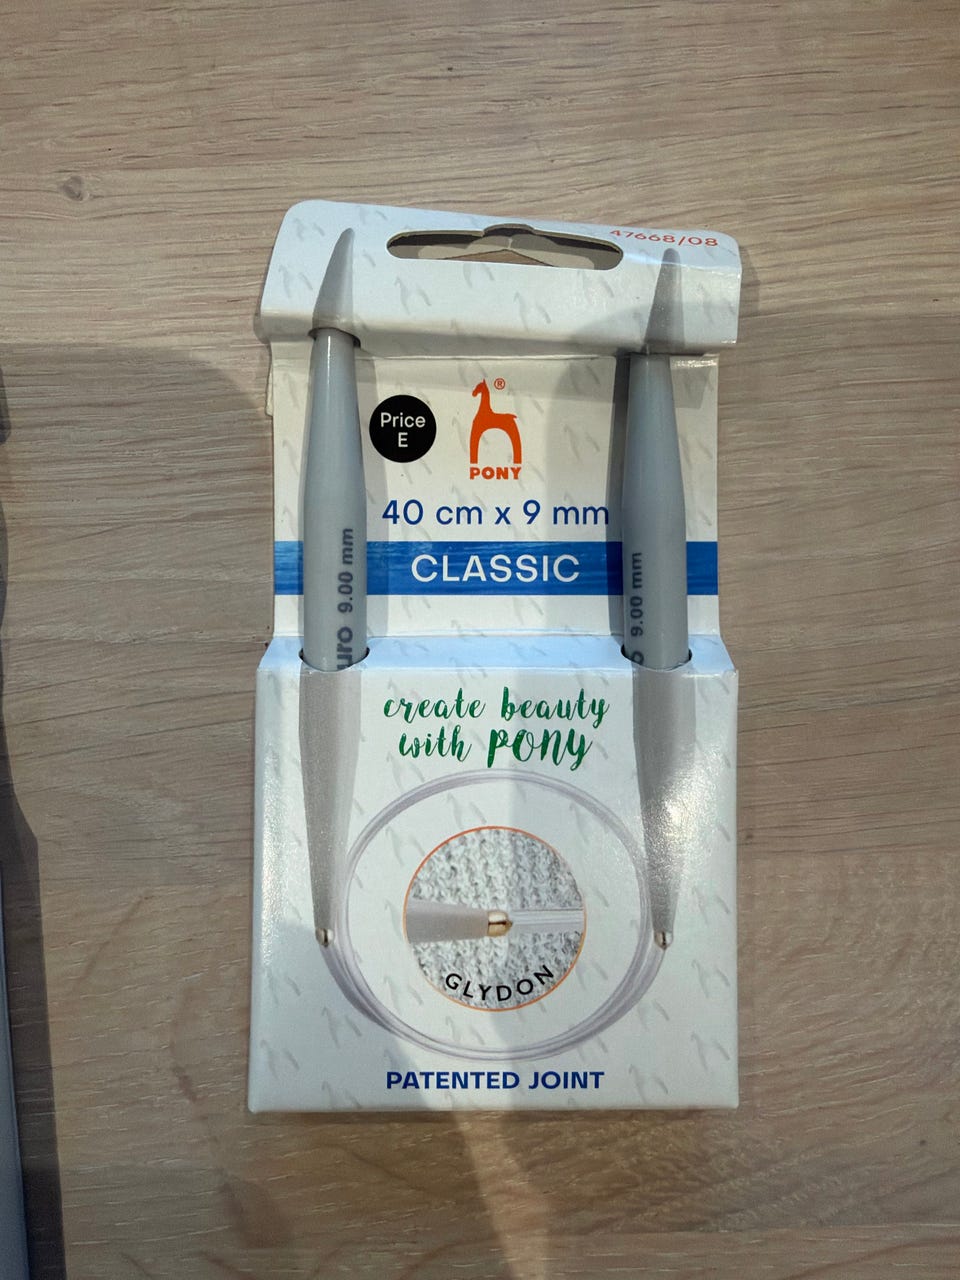 47668/08
®
Price
E
PONY
40 cm x 9 mm
CLASSIC
9.00 mm
9.00 mm
create beauty
with PONY
GLYDON
PATENTED JOINT